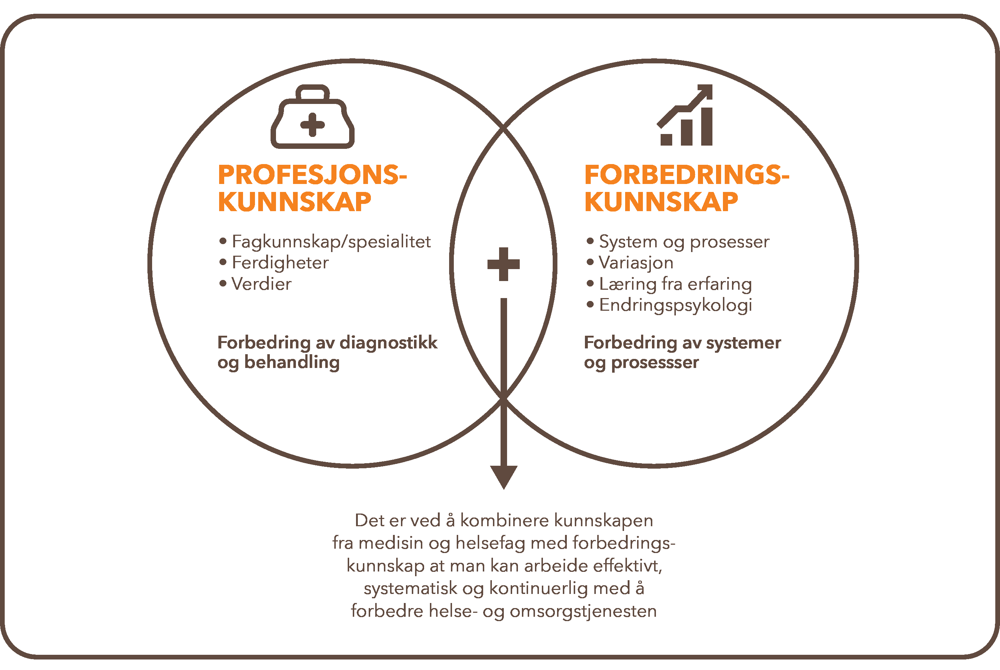 PROFESJONS-
KUNNSKAP
• Fagkunnskap/spesialitet
• Ferdigheter
• Verdier
Forbedring av diagnostikk
og behandling
FORBEDRINGS-
KUNNSKAP
• System og prosesser
• Variasjon
• Læring fra erfaring
• Endringspsykologi
Forbedring av systemer
og prosessser
Det er ved å kombinere kunnskapen
fra medisin og helsefag med forbedrings-
kunnskap at man kan arbeide effektivt,
systematisk og kontinuerlig med å
forbedre helse- og omsorgstjenesten